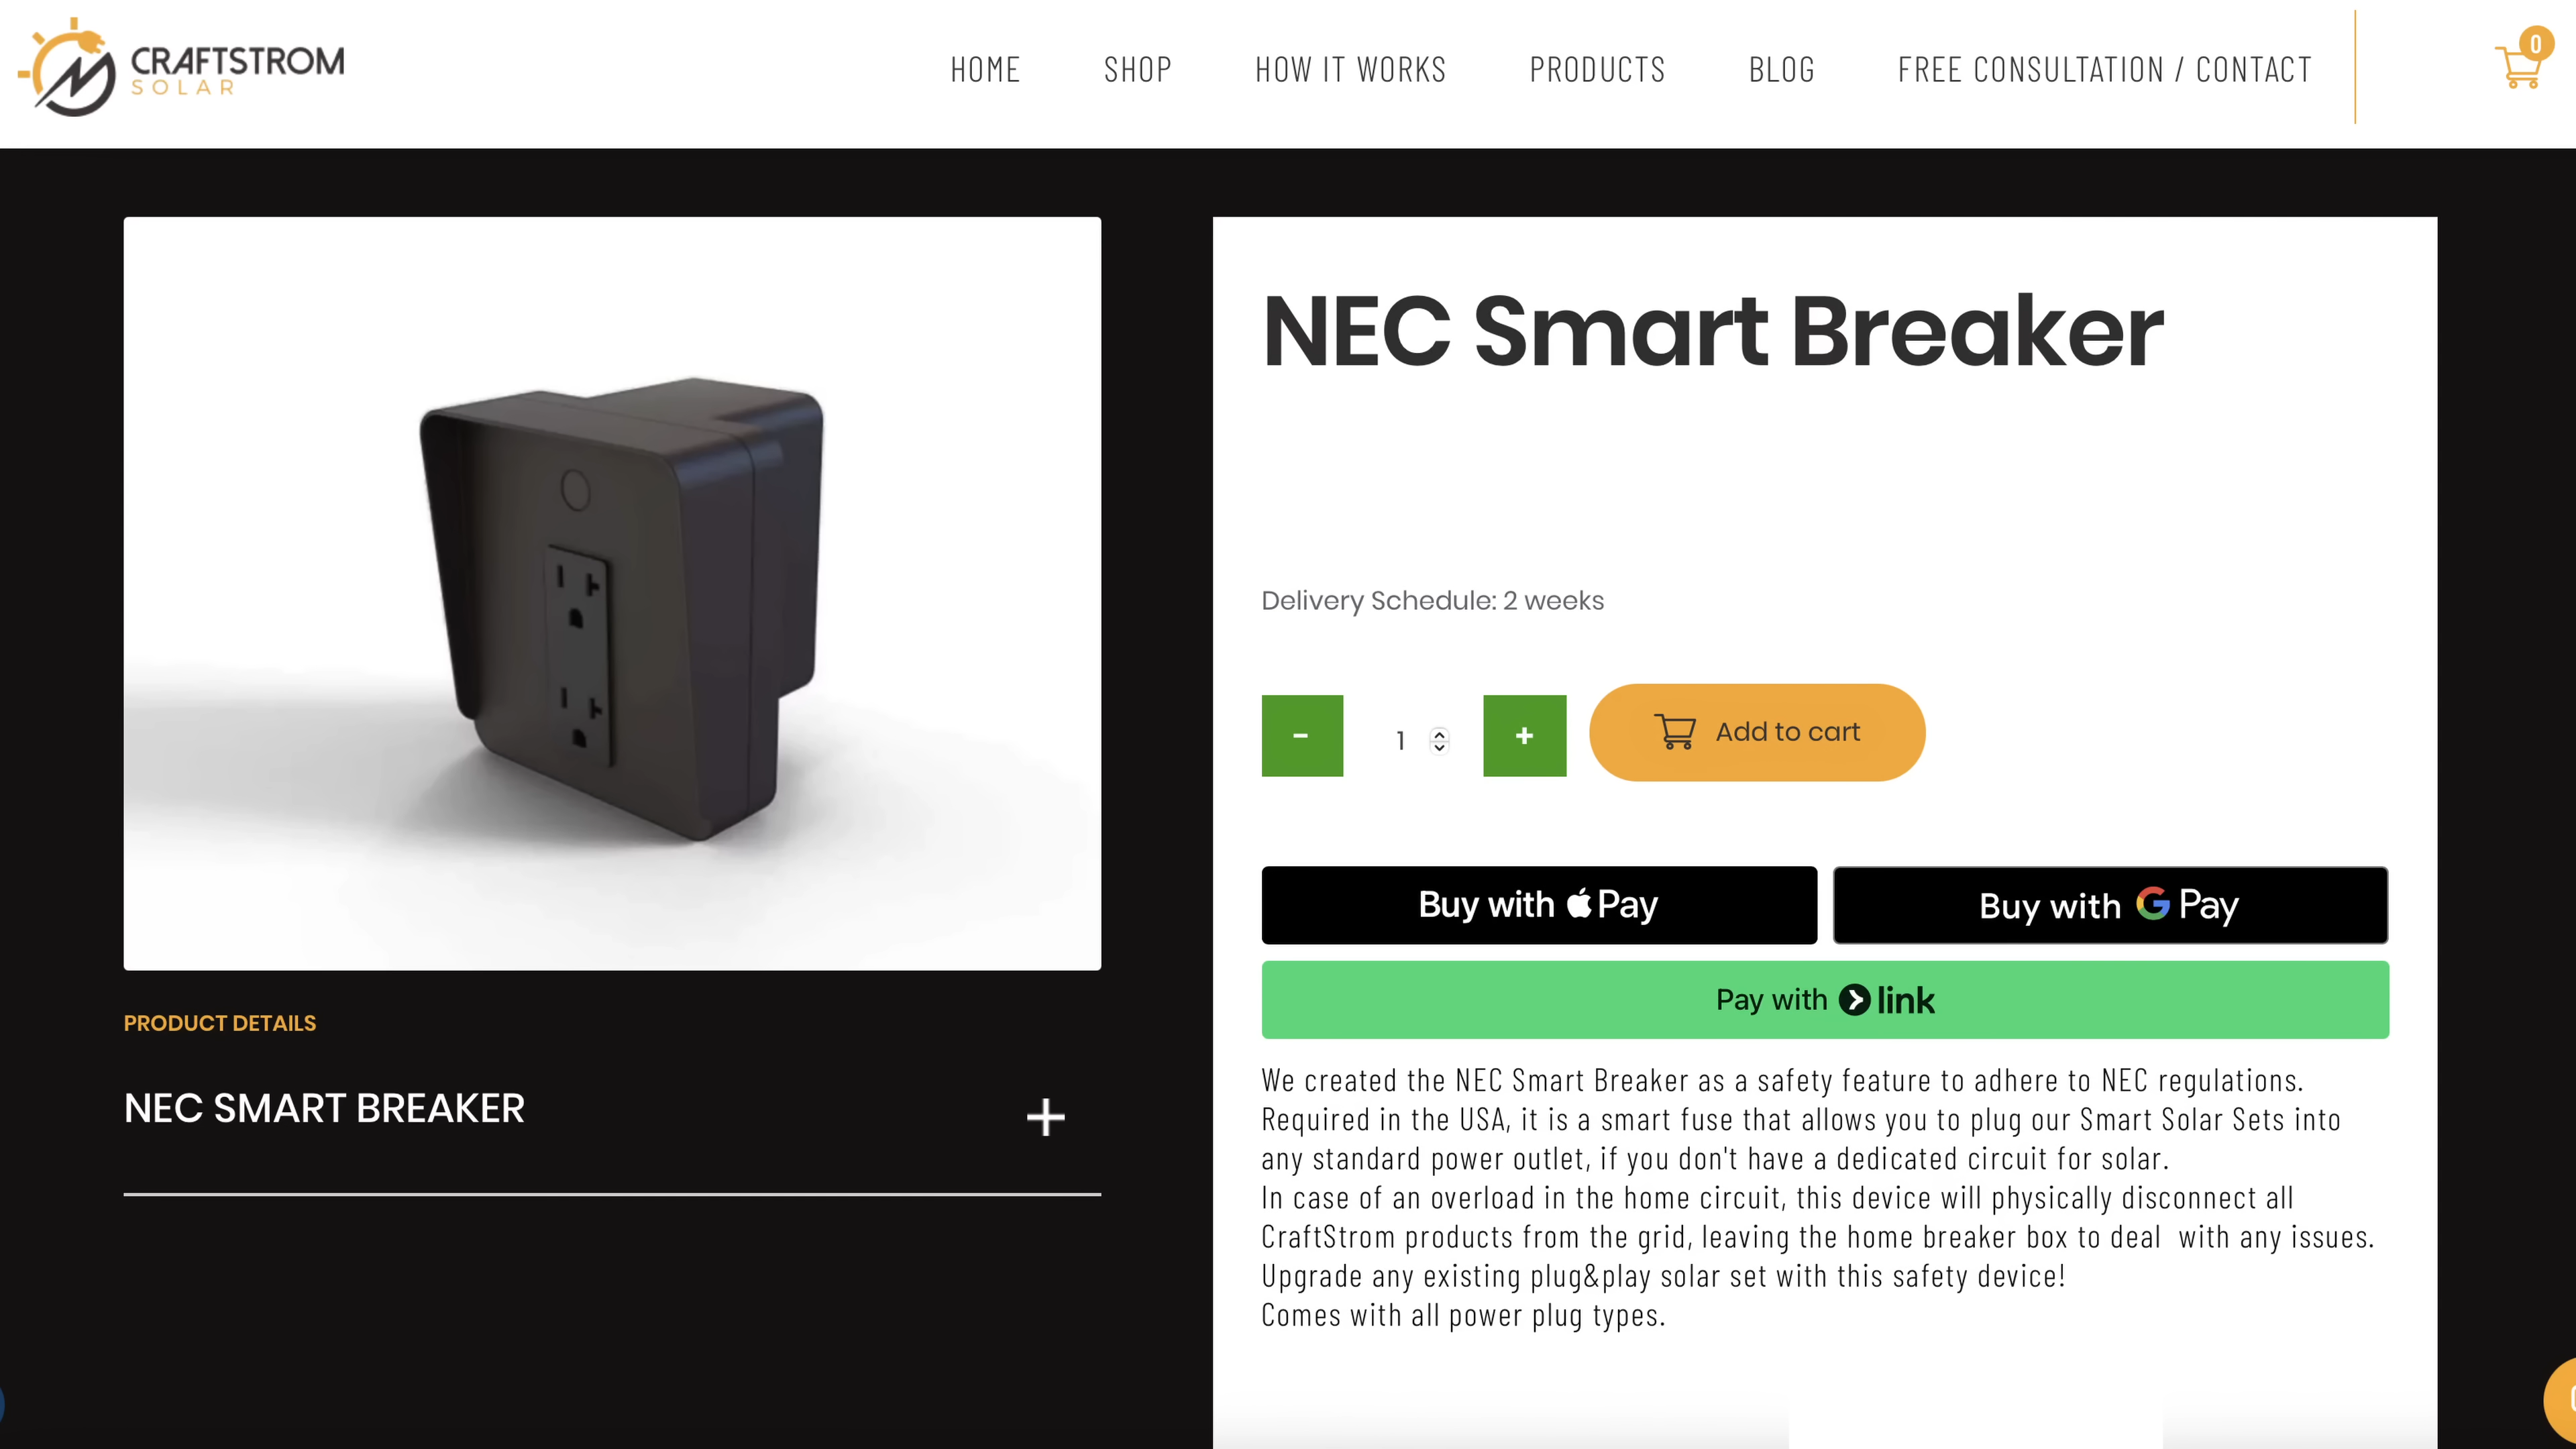 CRAFTSTROM
SOLAR
HOME SHOP HOW IT WORKS PRODUCTS BLOG FREE CONSULTATION / CONTACT
0
NEC Smart Breaker
Delivery Schedule: 2 weeks
- 1 + Add to cart
Buy with Pay
Buy with G Pay
Pay with link
We created the NEC Smart Breaker as a safety feature to adhere to NEC regulations.
Required in the USA, it is a smart fuse that allows you to plug our Smart Solar Sets into
any standard power outlet, if you don't have a dedicated circuit for solar.
In case of an overload in the home circuit, this device will physically disconnect all
CraftStrom products from the grid, leaving the home breaker box to deal  with any issues.
Upgrade any existing plug&play solar set with this safety device!
Comes with all power plug types.
PRODUCT DETAILS
NEC SMART BREAKER +